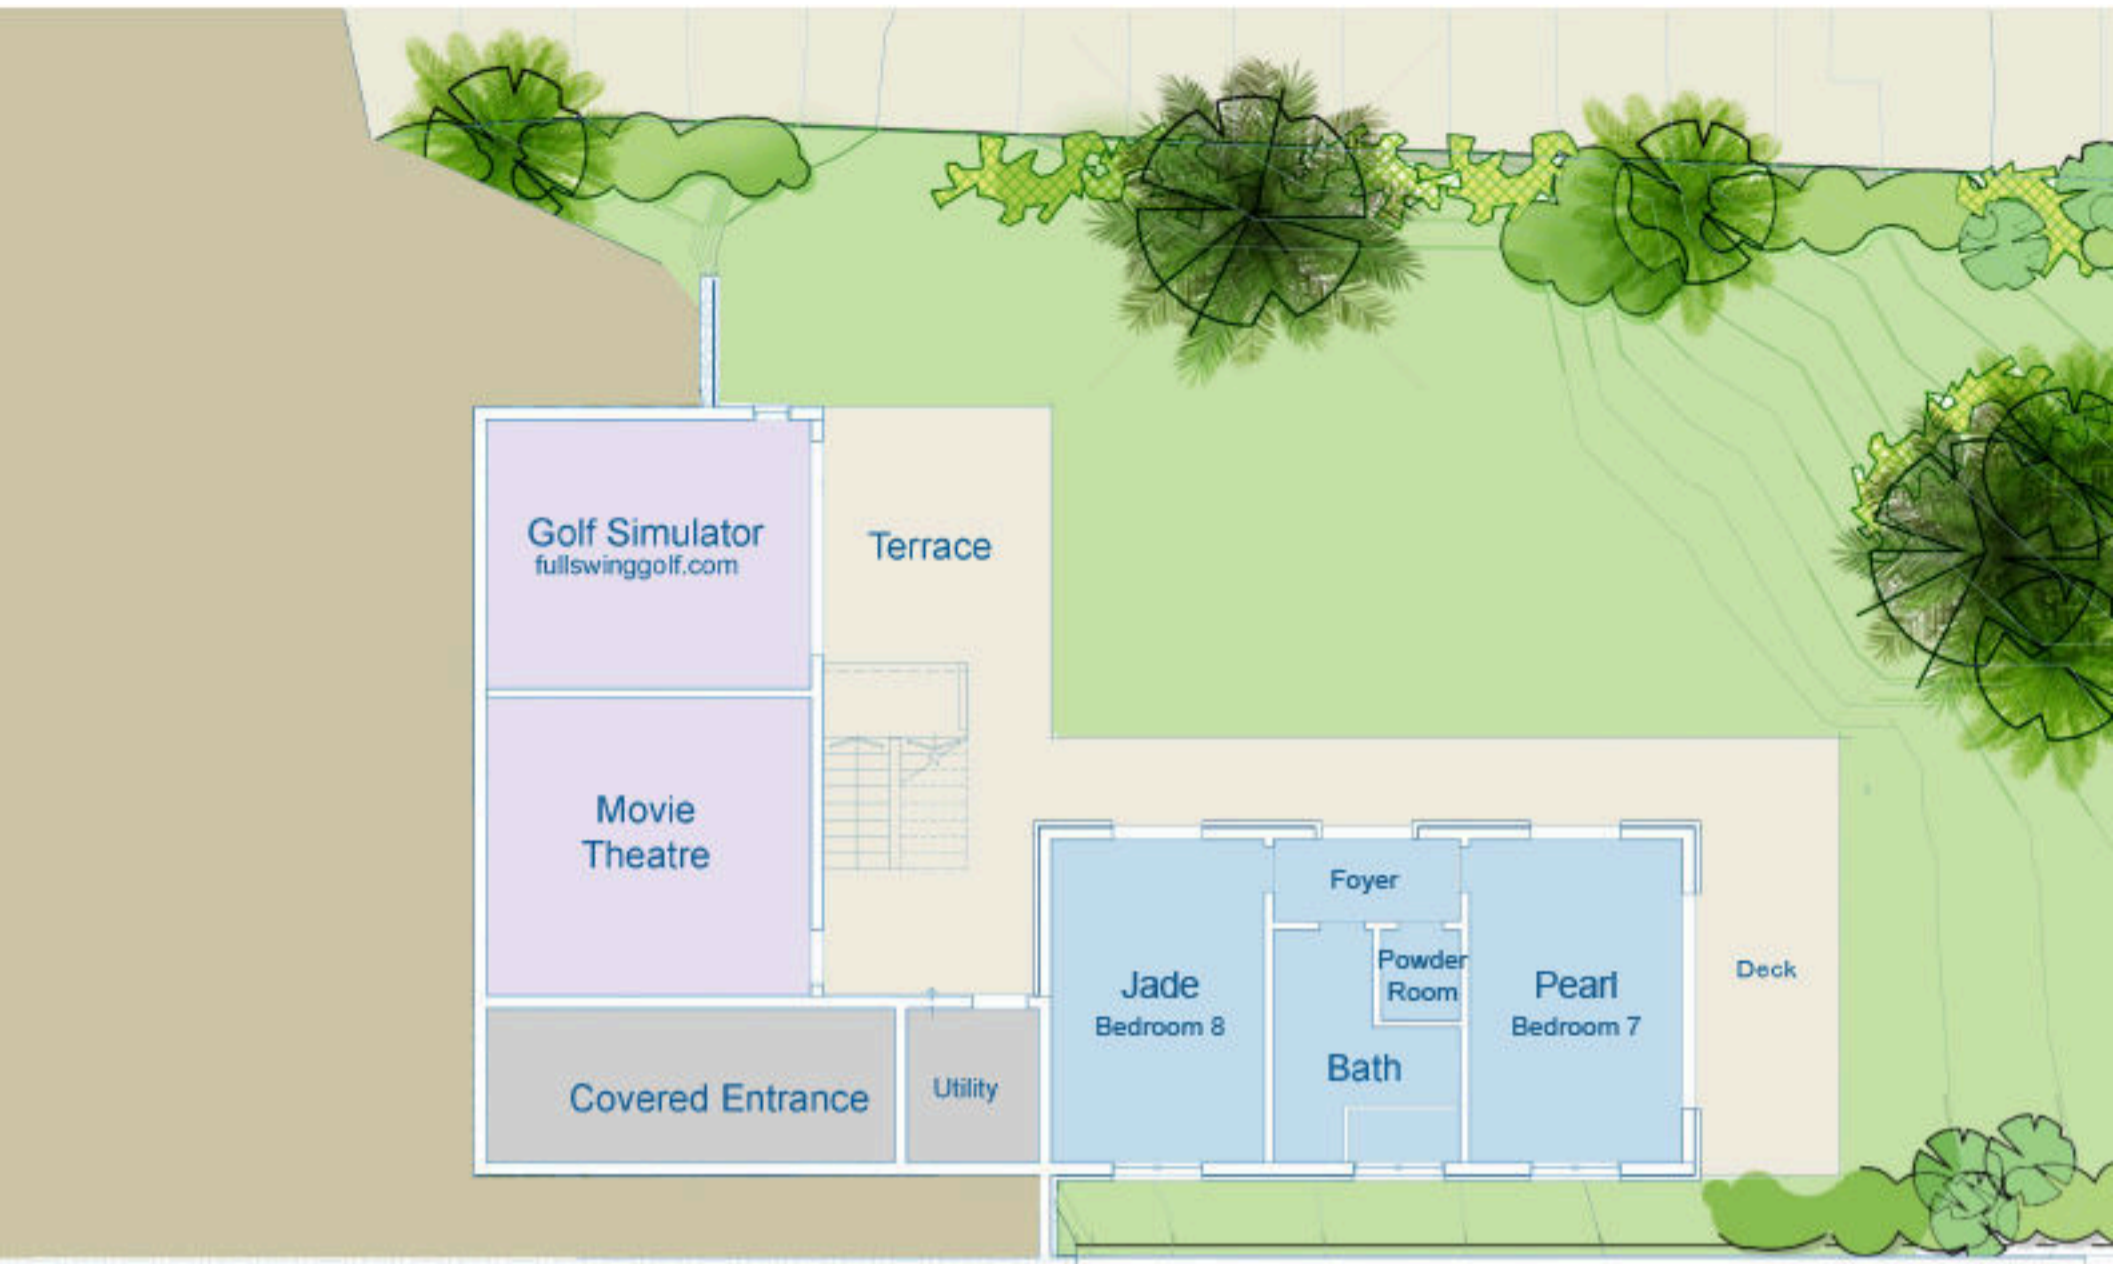 Golf Simulator
fullswinggolf.com
Terrace
Movie
Theatre
Foyer
Powder
Room
Jade
Bedroom 8
Pearl
Bedroom 7
Deck
Bath
Covered Entrance
Utility